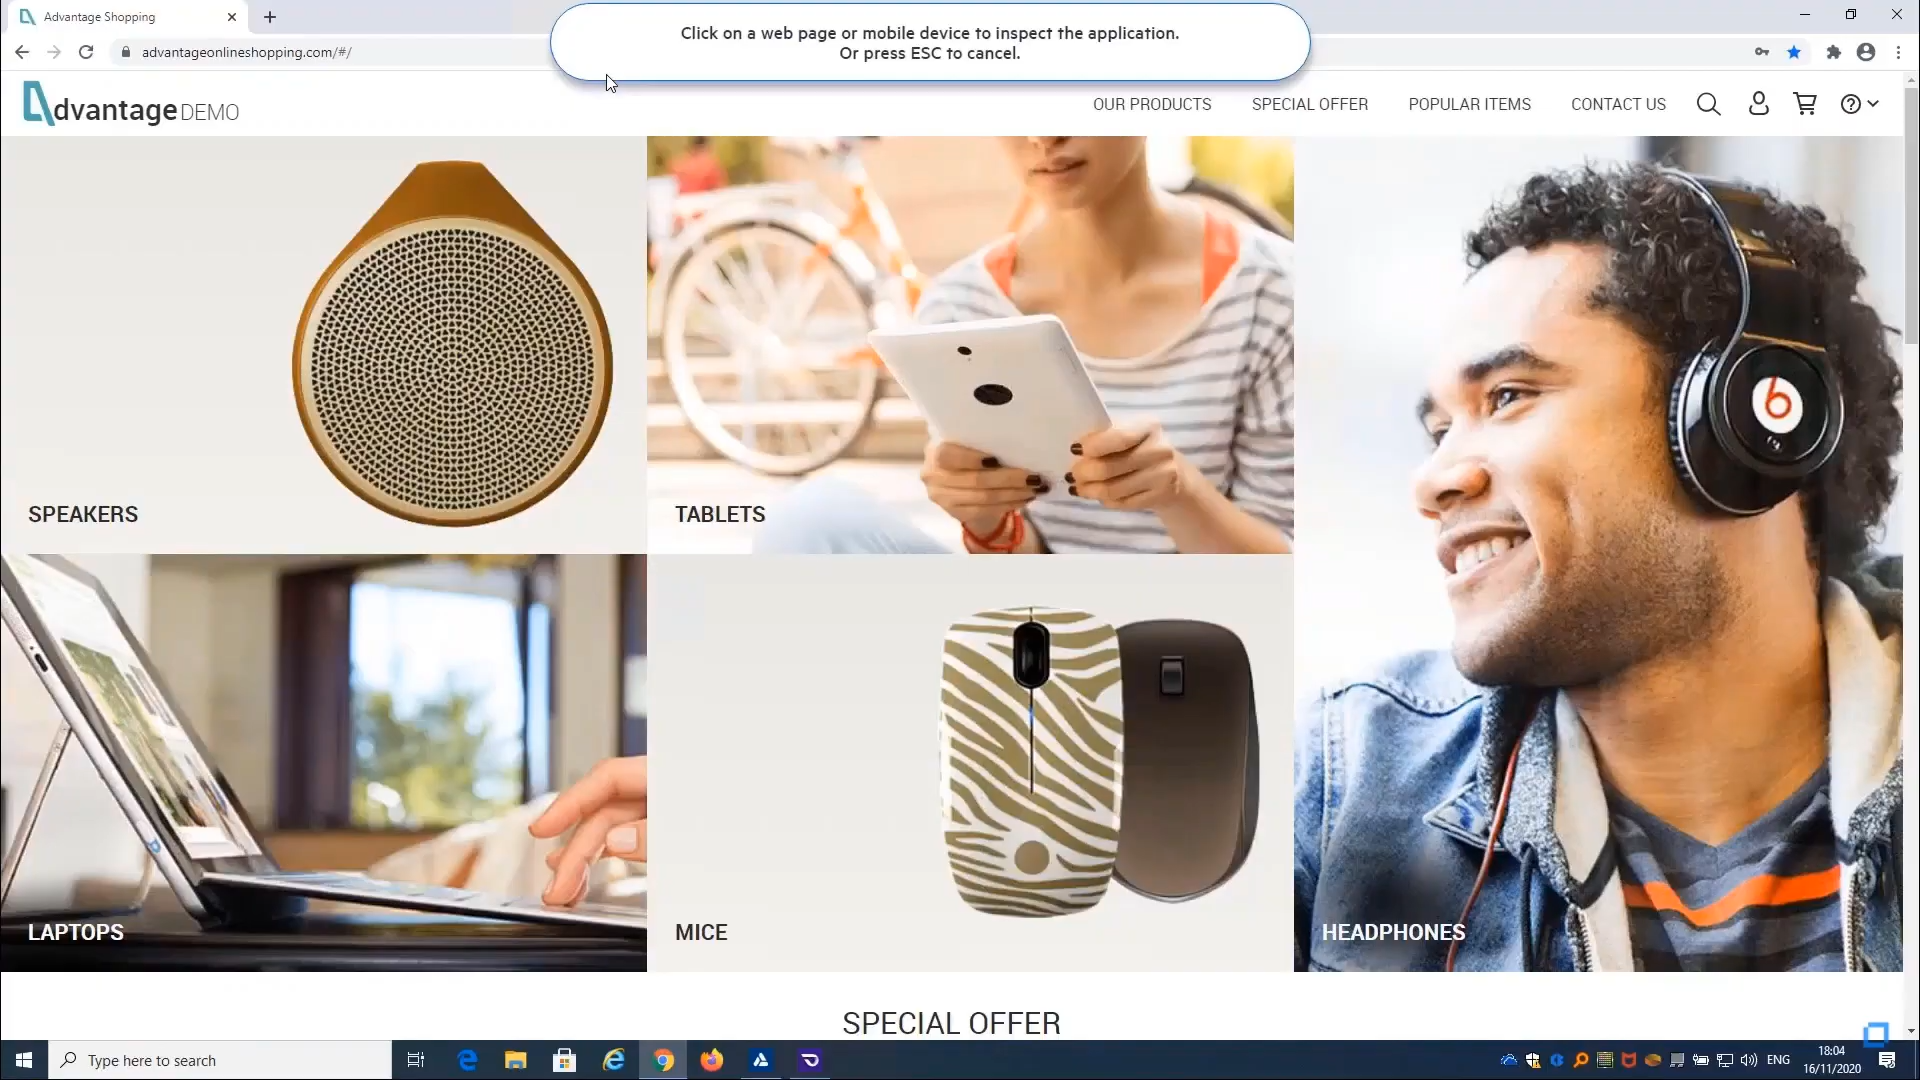 Advantage Shopping
Click on a web page or mobile device to inspect the application.
Or press ESC to cancel.
advantageonlineshopping.com/#/
dvantage DEMO
OUR PRODUCTS
SPECIAL OFFER
POPULAR ITEMS
CONTACT US
SPEAKERS
TABLETS
LAPTOPS
MICE
HEADPHONES
SPECIAL OFFER
Type here to search
ENG
18:04
16/11/2020